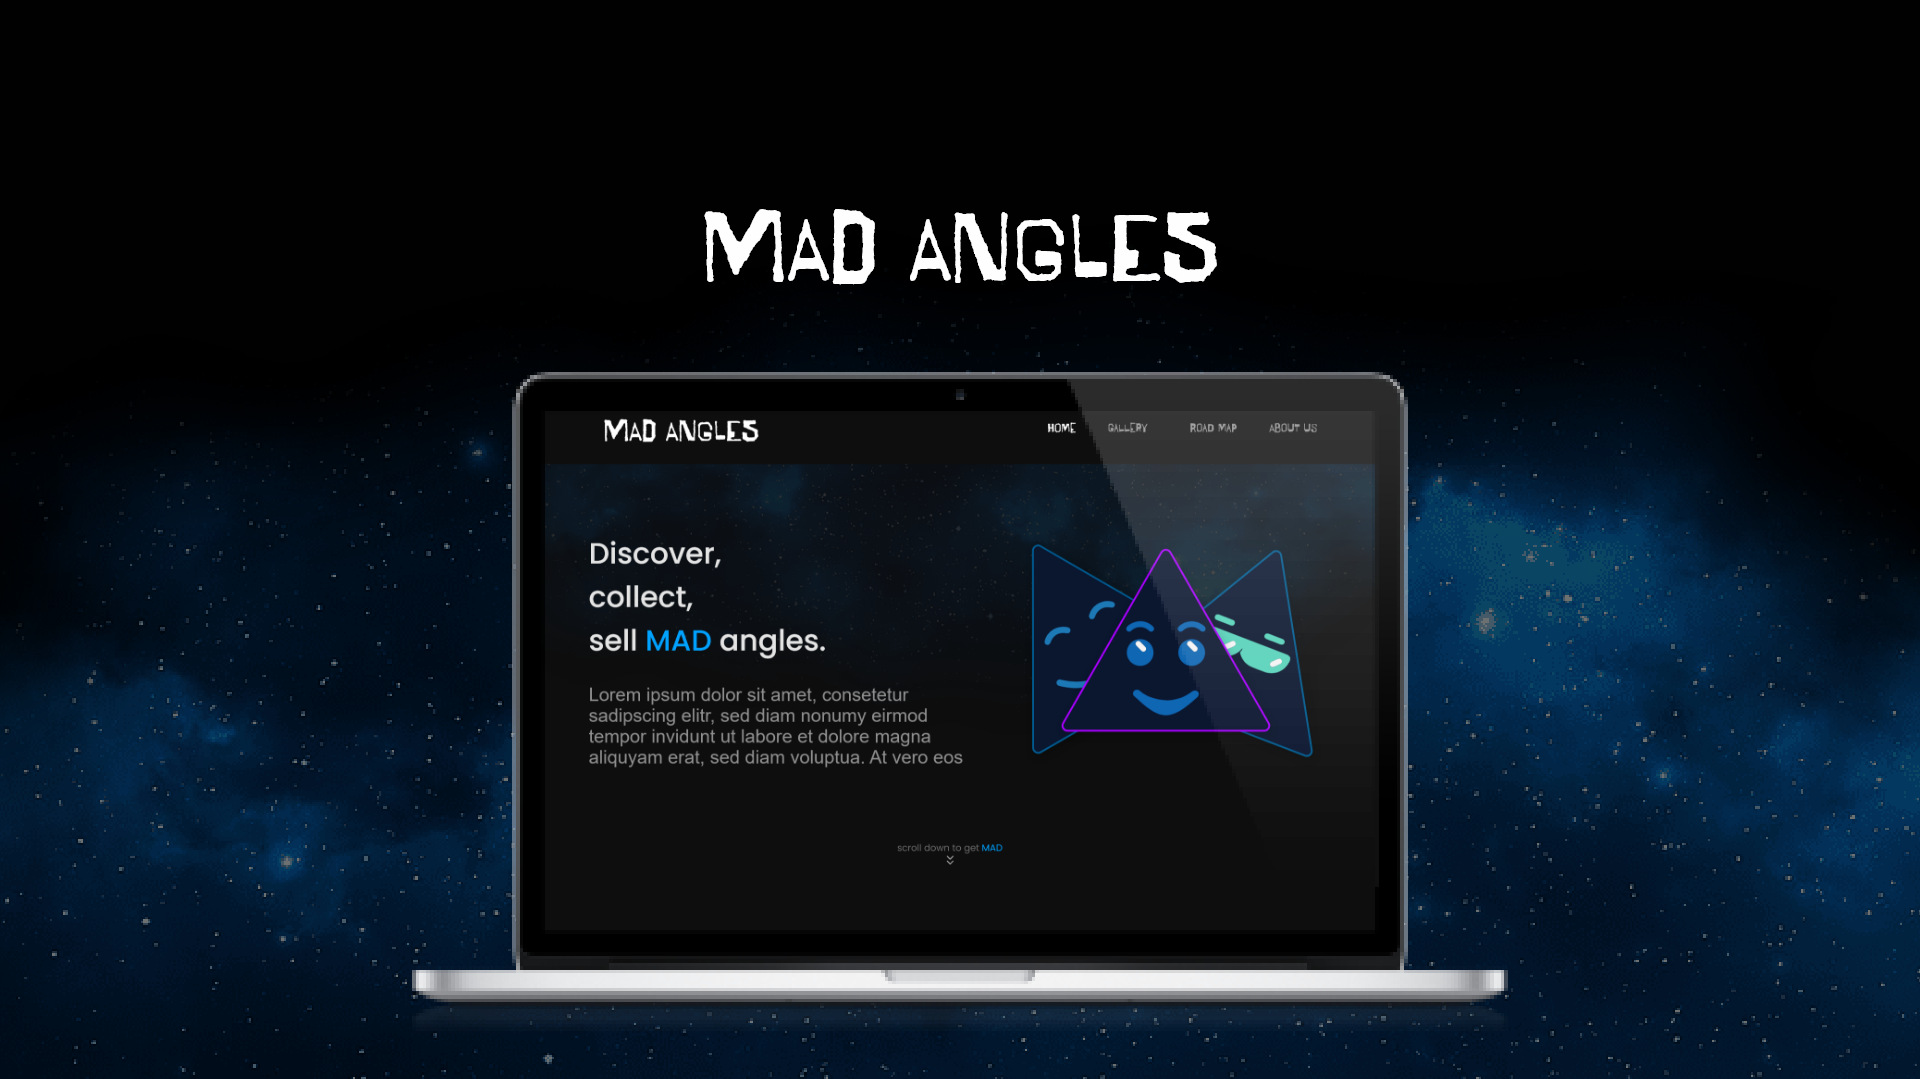 MAD ANGLES
MAD ANGLES
HOME GALLERY ROAD MAP ABOUT US
Discover,
collect,
sell MAD angles.
Lorem ipsum dolor sit amet, consetetur
sadipscing elitr, sed diam nonumy eirmod
tempor invidunt ut labore et dolore magna
aliquyam erat, sed diam voluptua. At vero eos
scroll down to get MAD